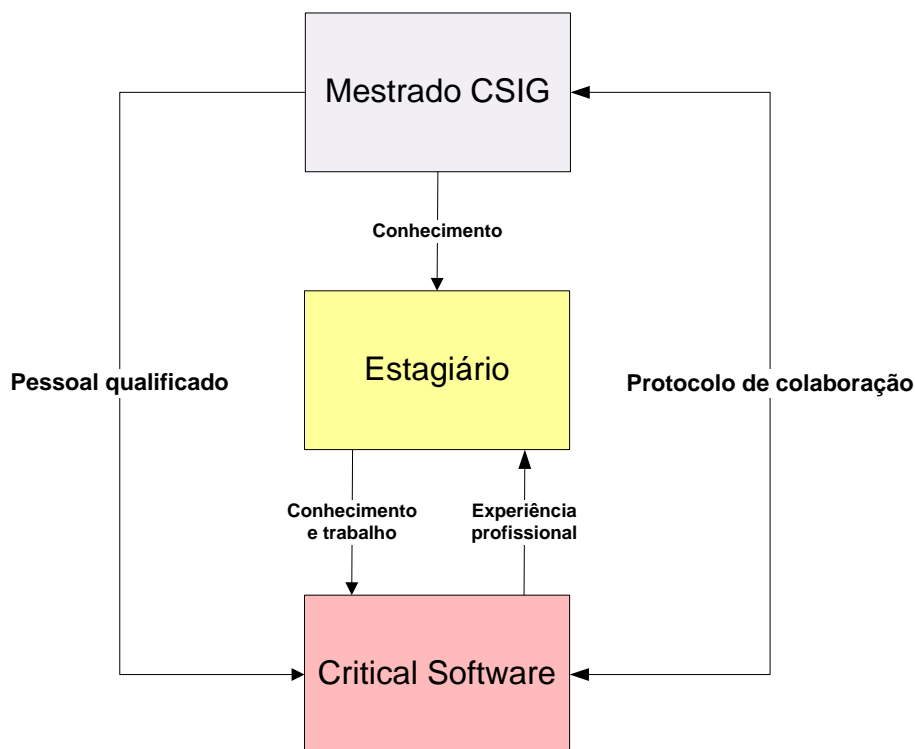 Mestrado CSIG
Conhecimento
Estagiário
Pessoal qualificado
Protocolo de colaboração
Conhecimento
e trabalho
Experiência
profissional
Critical Software